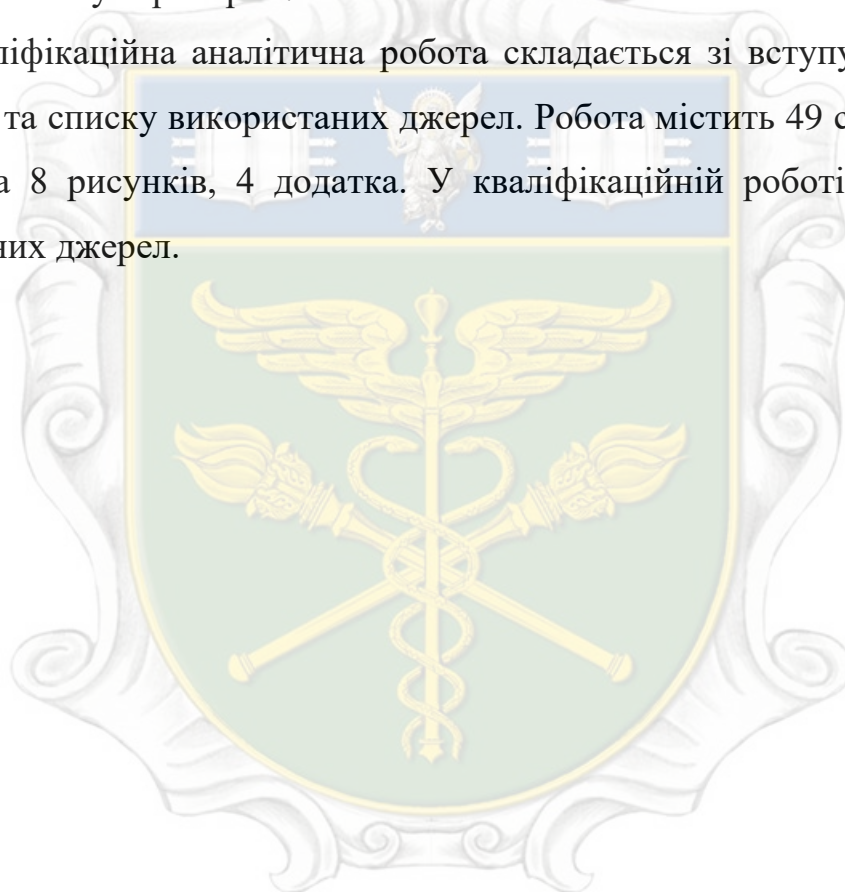 ліфікаційна аналітична робота складається зі вступу
та списку використаних джерел. Робота містить 49 с
а 8 рисунків, 4 додатка. У кваліфікаційній роботі
них джерел.